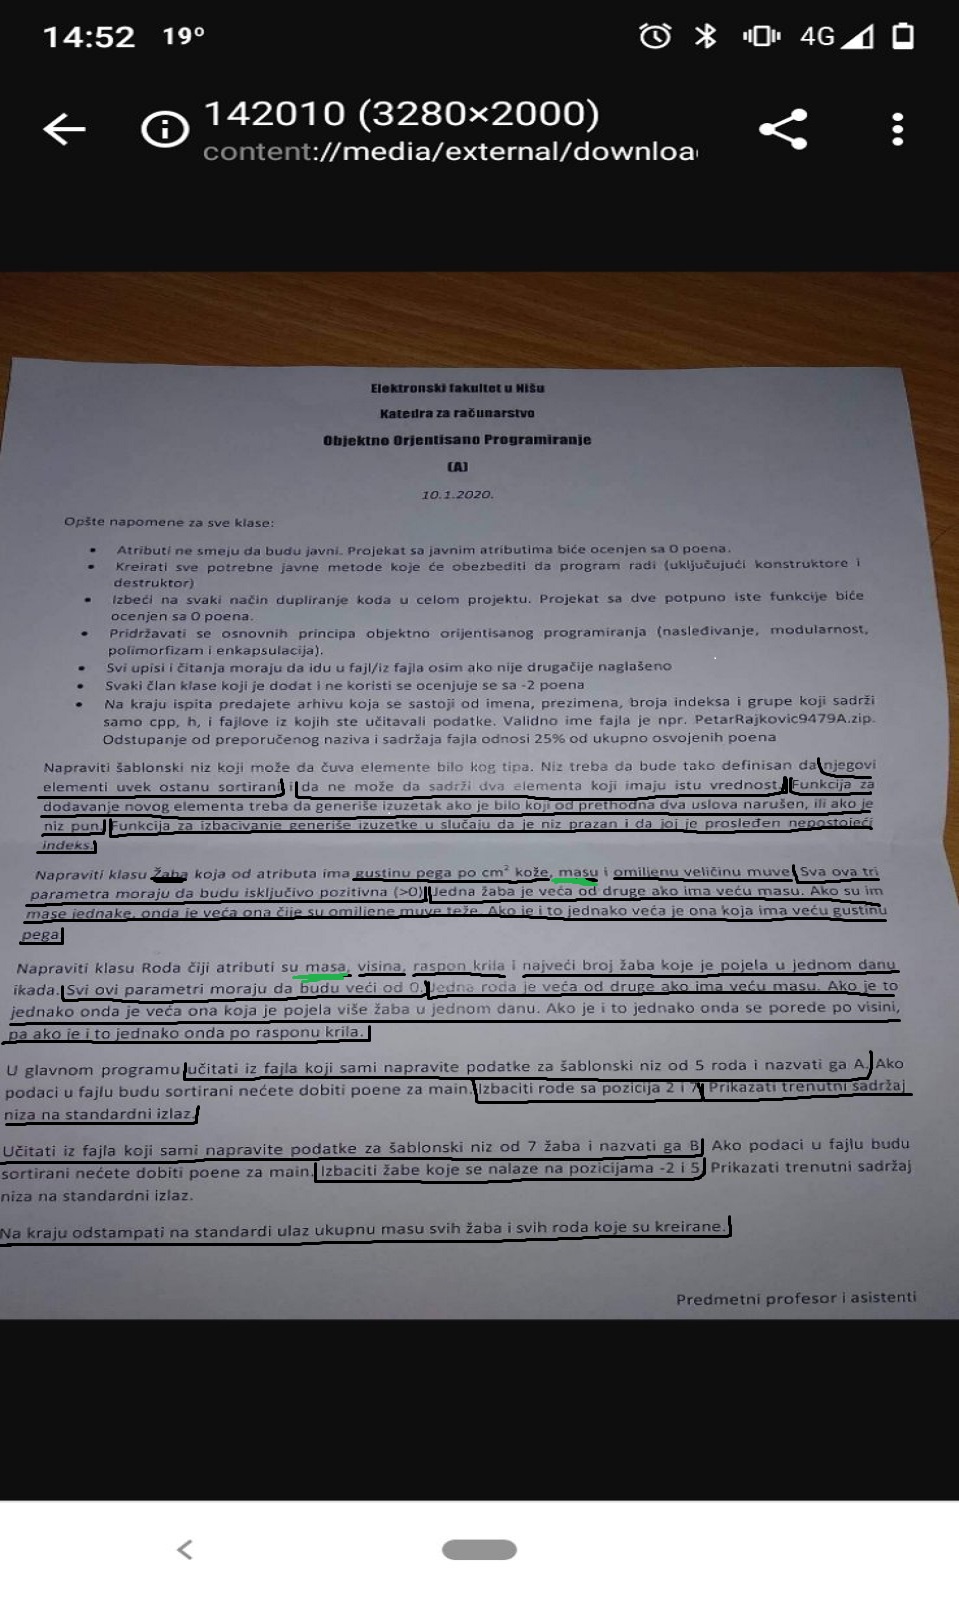 14:52 19° 4G
142010 (3280×2000)
content://media/external/downloa
Elektronski fakultet u Nišu
Katedra za računarstvo
Objektno Orjentisano Programiranje
(A)
10.1.2020.
Opšte napomene za sve klase:
• Atributi ne smeju da budu javni. Projekat sa javnim atributima biće ocenjen sa 0 poena.
• Kreirati sve potrebne javne metode koje će obezbediti da program radi (uključujući konstruktore i
destruktor)
• Izbeći na svaki način dupliranje koda u celom projektu. Projekat sa dve potpuno iste funkcije biće
ocenjen sa 0 poena.
• Pridržavati se osnovnih principa objektno orijentisanog programiranja (nasleđivanje, modularnost,
polimorfizam i enkapsulacija).
• Svi upisi i čitanja moraju da idu u fajl/iz fajla osim ako nije drugačije naglašeno
• Svaki član klase koji je dodat i ne koristi se ocenjuje se sa -2 poena
• Na kraju ispita predajete arhivu koja se sastoji od imena, prezimena, broja indeksa i grupe koji sadrži
samo cpp, h, i fajlove iz kojih ste učitavali podatke. Validno ime fajla je npr. PetarRajkovic9479A.zip.
Odstupanje od preporučenog naziva i sadržaja fajla odnosi 25% od ukupno osvojenih poena
Napraviti šablonski niz koji može da čuva elemente bilo kog tipa. Niz treba da bude tako definisan da njegovi
elementi uvek ostanu sortirani i da ne može da sadrži dva elementa koji imaju istu vrednost. Funkcija za
dodavanje novog elementa treba da generiše izuzetak ako je bilo koji od prethodna dva uslova narušen, ili ako je
niz pun. Funkcija za izbacivanje generiše izuzetke u slučaju da je niz prazan i da joj je prosleđen nepostojeći
indeks.
Napraviti klasu Žaba koja od atributa ima gustinu pega po cm² kože, masu i omiljenu veličinu muve. Sva ova tri
parametra moraju da budu isključivo pozitivna (>0). Jedna žaba je veća od druge ako ima veću masu. Ako su im
mase jednake, onda je veća ona čije su omiljene muve teže. Ako je i to jednako veća je ona koja ima veću gustinu
pega.
Napraviti klasu Roda čiji atributi su masa, visina, raspon krila i najveći broj žaba koje je pojela u jednom danu
ikada. Svi ovi parametri moraju da budu veći od 0. Jedna roda je veća od druge ako ima veću masu. Ako je to
jednako onda je veća ona koja je pojela više žaba u jednom danu. Ako je i to jednako onda se porede po visini,
pa ako je i to jednako onda po rasponu krila.
U glavnom programu učitati iz fajla koji sami napravite podatke za šablonski niz od 5 roda i nazvati ga A. Ako
podaci u fajlu budu sortirani nećete dobiti poene za main. Izbaciti rode sa pozicija 2 i 7. Prikazati trenutni sadržaj
niza na standardni izlaz.
Učitati iz fajla koji sami napravite podatke za šablonski niz od 7 žaba i nazvati ga B. Ako podaci u fajlu budu
sortirani nećete dobiti poene za main. Izbaciti žabe koje se nalaze na pozicijama -2 i 5. Prikazati trenutni sadržaj
niza na standardni izlaz.
Na kraju odstampati na standardi ulaz ukupnu masu svih žaba i svih roda koje su kreirane.
Predmetni profesor i asistenti